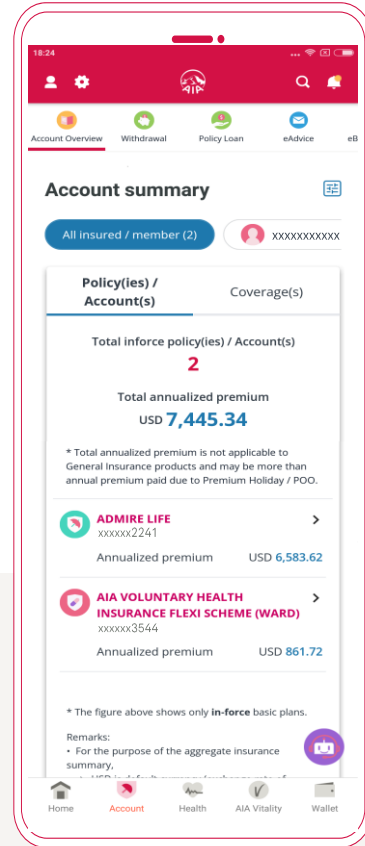 18:24
AIA
Account Overview Withdrawal Policy Loan eAdvice eB
Account summary
All insured / member (2) xxxxxxxxxxx
Policy(ies) /
Account(s)
Coverage(s)
Total inforce policy(ies) / Account(s)
2
Total annualized premium
USD 7,445.34
* Total annualized premium is not applicable to
General Insurance products and may be more than
annual premium paid due to Premium Holiday / POO.
ADMIRE LIFE
xxxxxx2241
Annualized premium USD 6,583.62
AIA VOLUNTARY HEALTH
INSURANCE FLEXI SCHEME (WARD)
xxxxxx3544
Annualized premium USD 861.72
* The figure above shows only in-force basic plans.
Remarks:
• For the purpose of the aggregate insurance
summary,
Home Account Health AIA Vitality Wallet